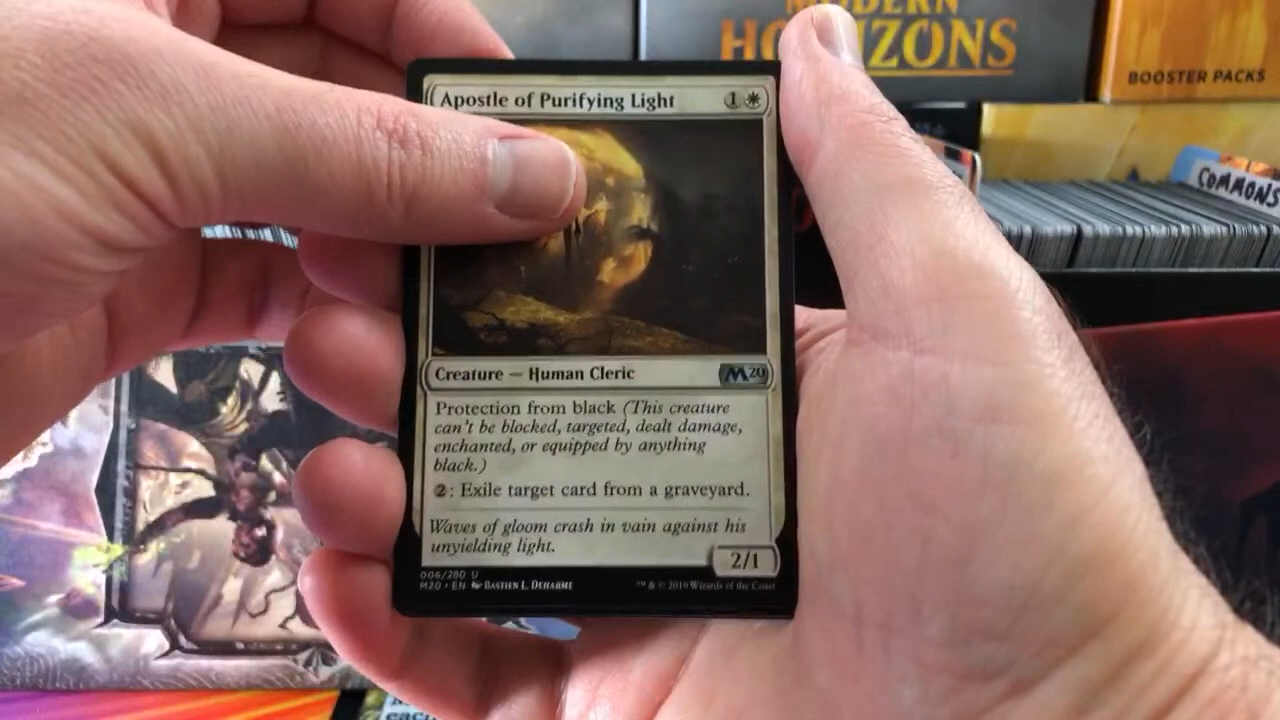 MODERN
HORIZONS
BOOSTER PACKS
COMMONS
Apostle of Purifying Light 1
Creature — Human Cleric M20
Protection from black (This creature
can't be blocked, targeted, dealt damage,
enchanted, or equipped by anything
black.)
2: Exile target card from a graveyard.
Waves of gloom crash in vain against his
unyielding light.
2/1
006/280 U
M20 • EN Bastien L. Deharme
™ & © 2019 Wizards of the Coast
each